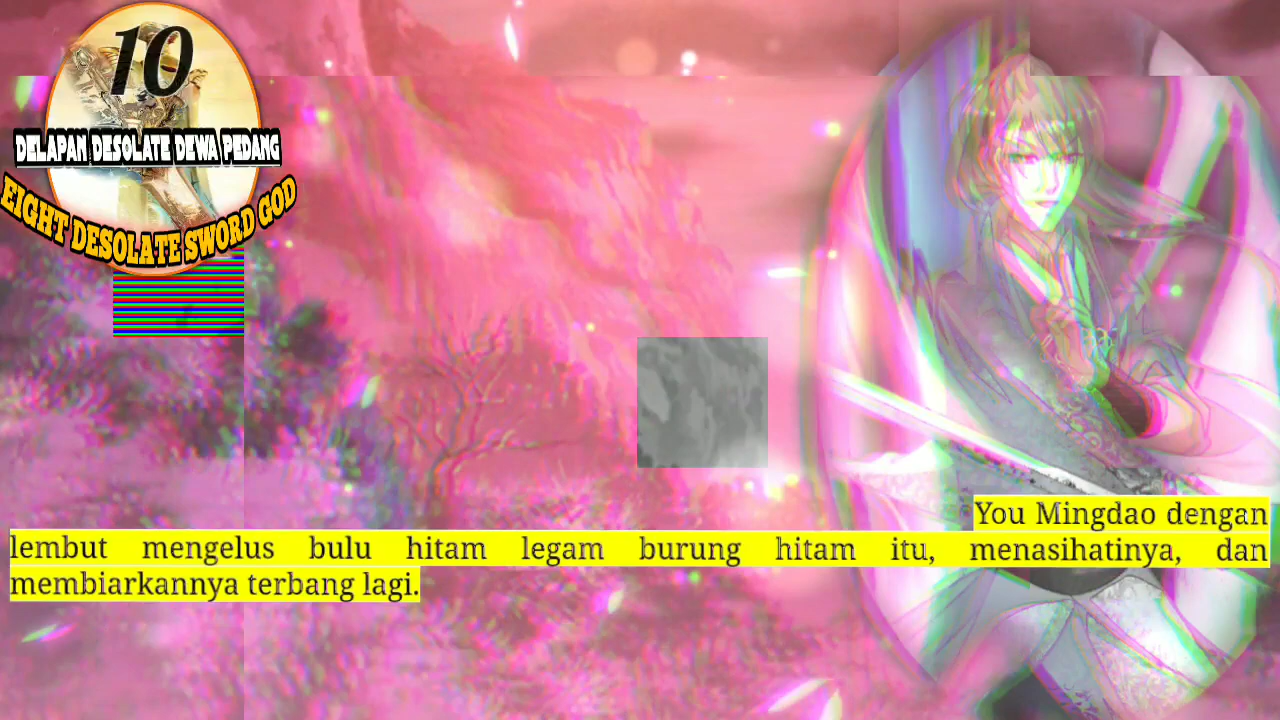 10
DELAPAN DESOLATE DEWA PEDANG
EIGHT DESOLATE SWORD GOD
You Mingdao dengan
lembut mengelus bulu hitam legam burung hitam itu, menasihatinya, dan
membiarkannya terbang lagi.